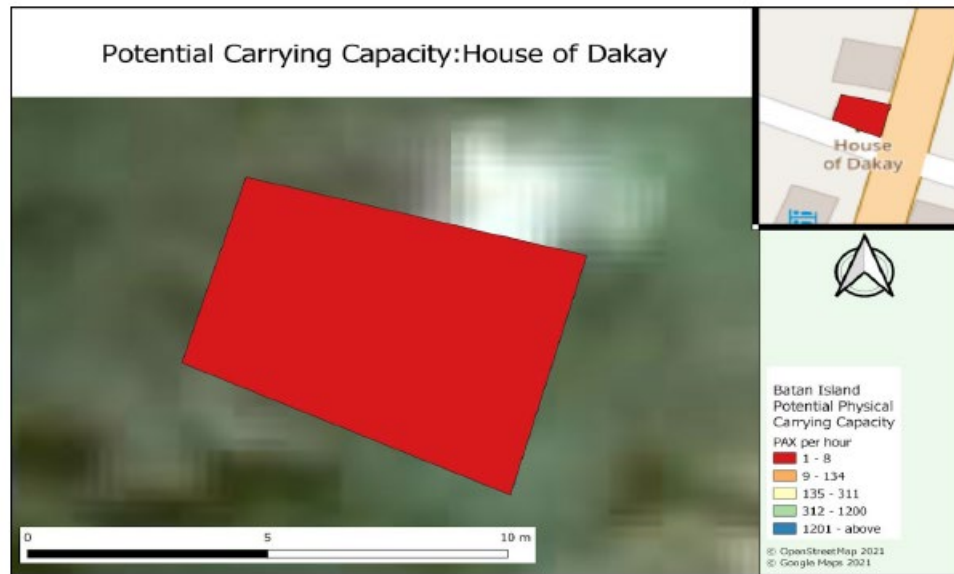 Potential Carrying Capacity:House of Dakay
House
of Dakay
Batan Island
Potential Physical
Carrying Capacity
PAX per hour
1 - 8
9 - 134
135 - 311
312 - 1200
1201 - above
© OpenStreetMap 2021
© Google Maps 2021
0 5 10 m